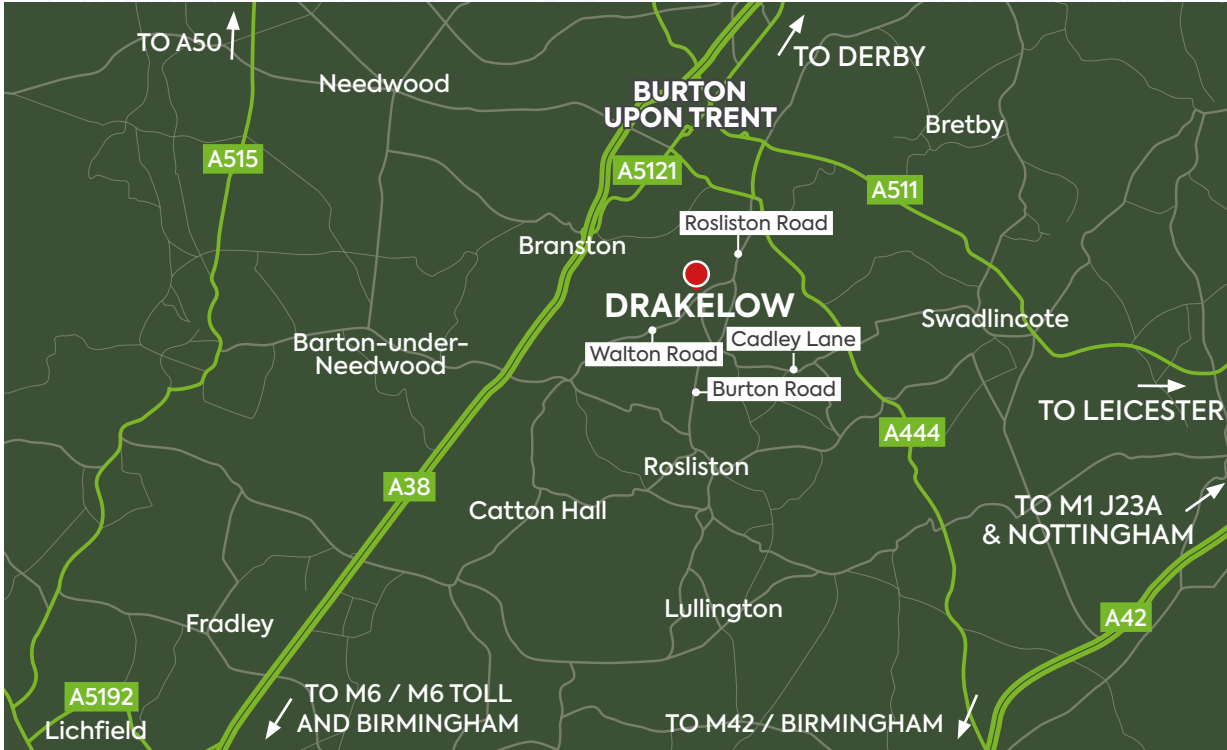 TO A50
Needwood
TO DERBY
BURTON
UPON TRENT
Bretby
A515
A5121
A511
Rosliston Road
Branston
DRAKELOW
Swadlincote
Cadley Lane
Barton-under-
Needwood
Walton Road
Burton Road
TO LEICESTER
A444
Rosliston
A38
Catton Hall
TO M1 J23A
& NOTTINGHAM
Lullington
Fradley
A42
A5192
Lichfield
TO M6 / M6 TOLL
AND BIRMINGHAM
TO M42 / BIRMINGHAM